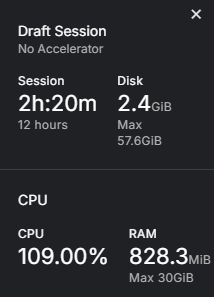 Draft Session
No Accelerator
Session
2h:20m
12 hours
Disk
2.4GiB
Max
57.6GiB
CPU
CPU
109.00%
RAM
828.3MiB
Max 30GiB